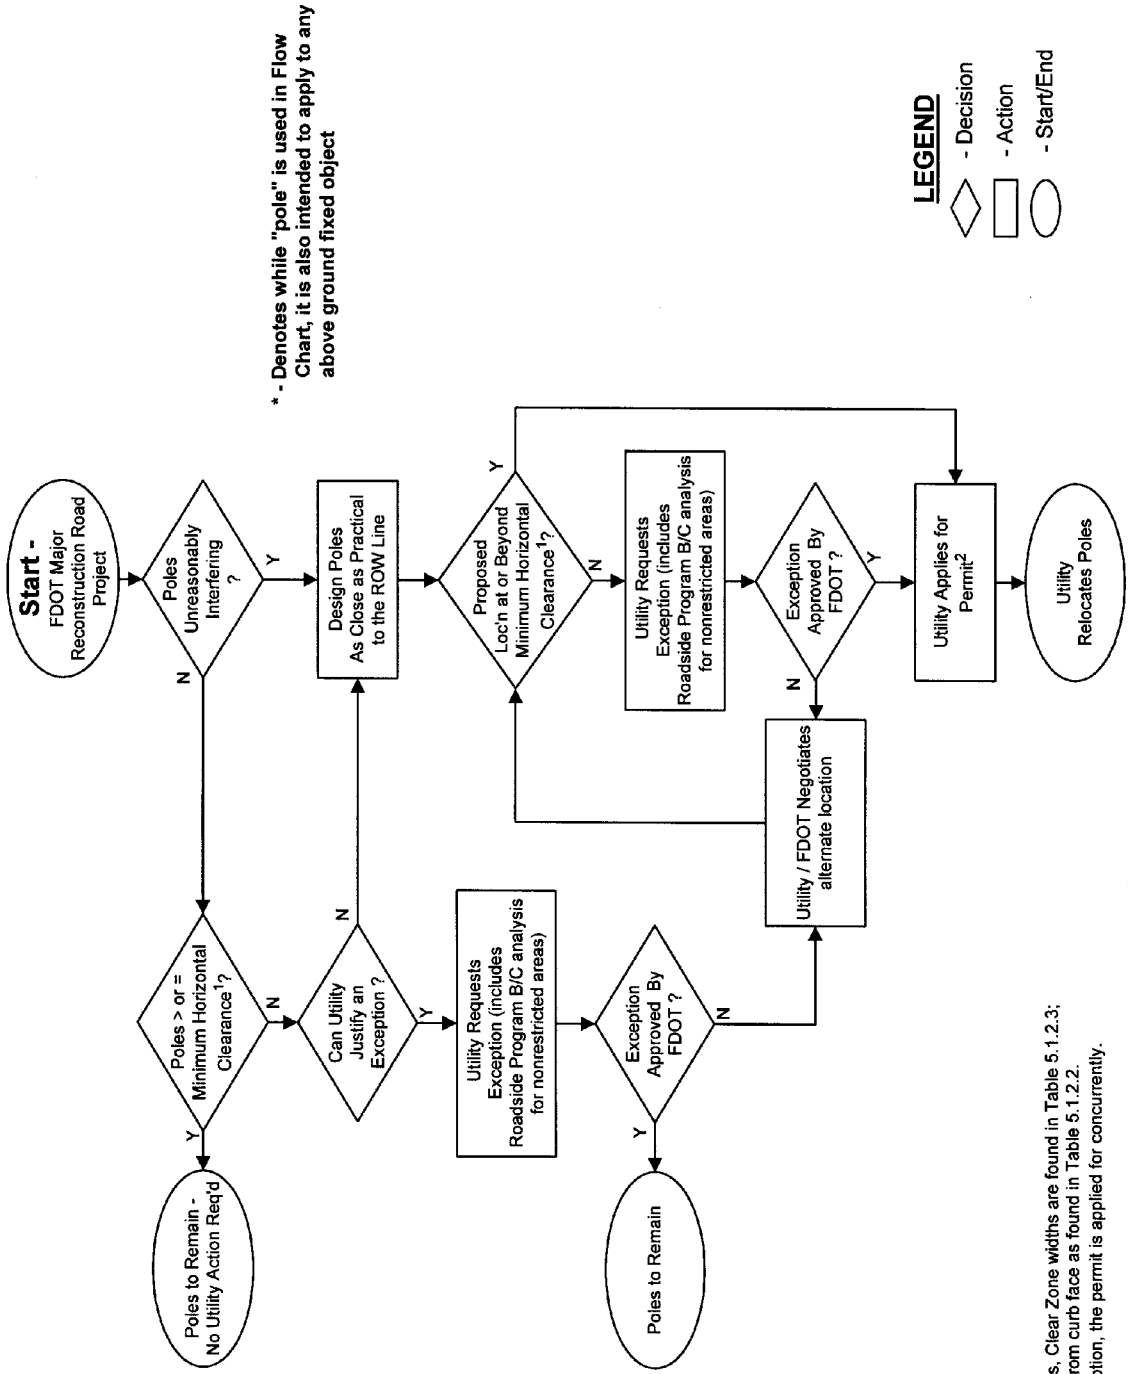 Start -
FDOT Major
Reconstruction Road
Project
Poles
Unreasonably
Interfering
?
N
Y
* - Denotes while "pole" is used in Flow
Chart, it is also intended to apply to any
above ground fixed object
Poles > or =
Minimum Horizontal
Clearance¹?
Y
N
Poles to Remain -
No Utility Action Req'd
Can Utility
Justify an
Exception ?
N
Y
Design Poles
As Close as Practical
to the ROW Line
Utility Requests
Exception (includes
Roadside Program B/C analysis
for nonrestricted areas)
Exception
Approved By
FDOT ?
Y
N
Poles to Remain
Proposed
Loc'n at or Beyond
Minimum Horizontal
Clearance¹?
Y
N
Utility Requests
Exception (includes
Roadside Program B/C analysis
for nonrestricted areas)
Exception
Approved By
FDOT ?
N
Y
Utility / FDOT Negotiates
alternate location
Utility Applies for
Permit²
Utility
Relocates Poles
LEGEND
- Decision
- Action
- Start/End
s, Clear Zone widths are found in Table 5.1.2.3;
rom curb face as found in Table 5.1.2.2.
tion, the permit is applied for concurrently.